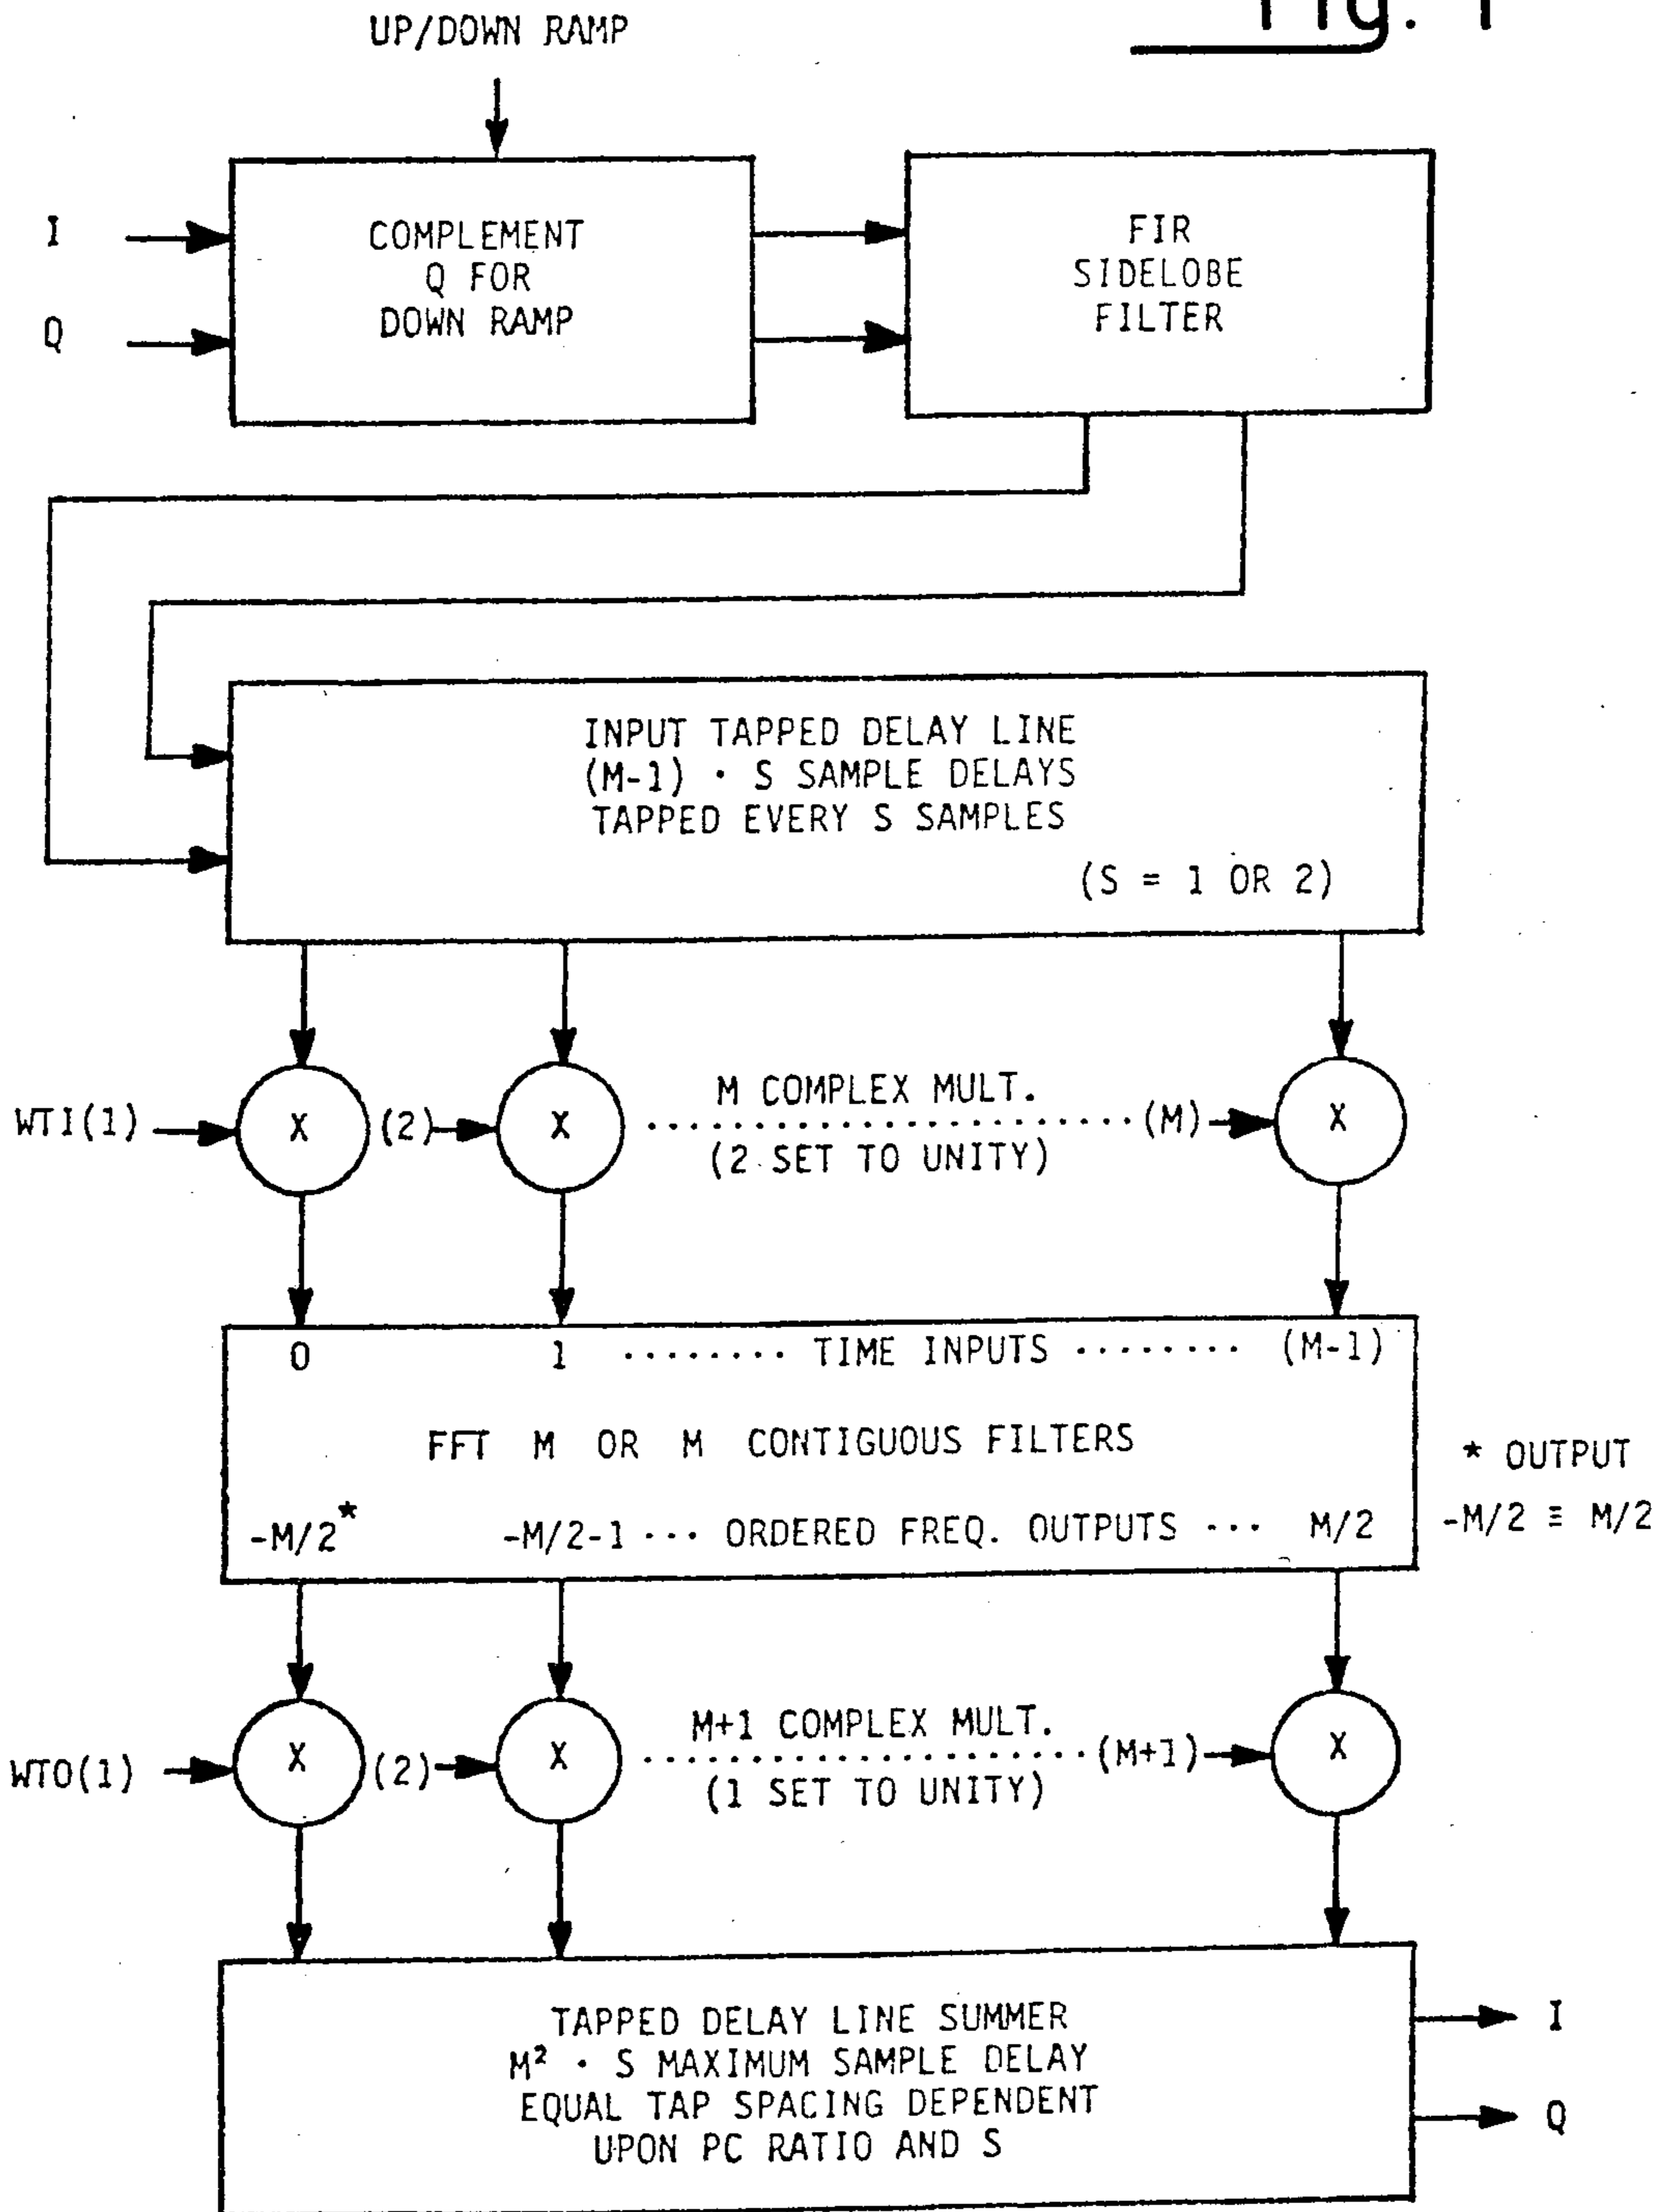 Fig. 1
UP/DOWN RAMP
I
Q
COMPLEMENT
Q FOR
DOWN RAMP
FIR
SIDELOBE
FILTER
INPUT TAPPED DELAY LINE
(M-1) · S SAMPLE DELAYS
TAPPED EVERY S SAMPLES
(S = 1 OR 2)
WTI(1) X (2) X M COMPLEX MULT. (M) X
(2 SET TO UNITY)
0 1 ········ TIME INPUTS ········ (M-1)
FFT M OR M CONTIGUOUS FILTERS
-M/2* -M/2-1 ··· ORDERED FREQ. OUTPUTS ··· M/2
* OUTPUT
-M/2 ≡ M/2
WTO(1) X (2) X M+1 COMPLEX MULT. (M+1) X
(1 SET TO UNITY)
TAPPED DELAY LINE SUMMER
M² · S MAXIMUM SAMPLE DELAY
EQUAL TAP SPACING DEPENDENT
UPON PC RATIO AND S
I
Q